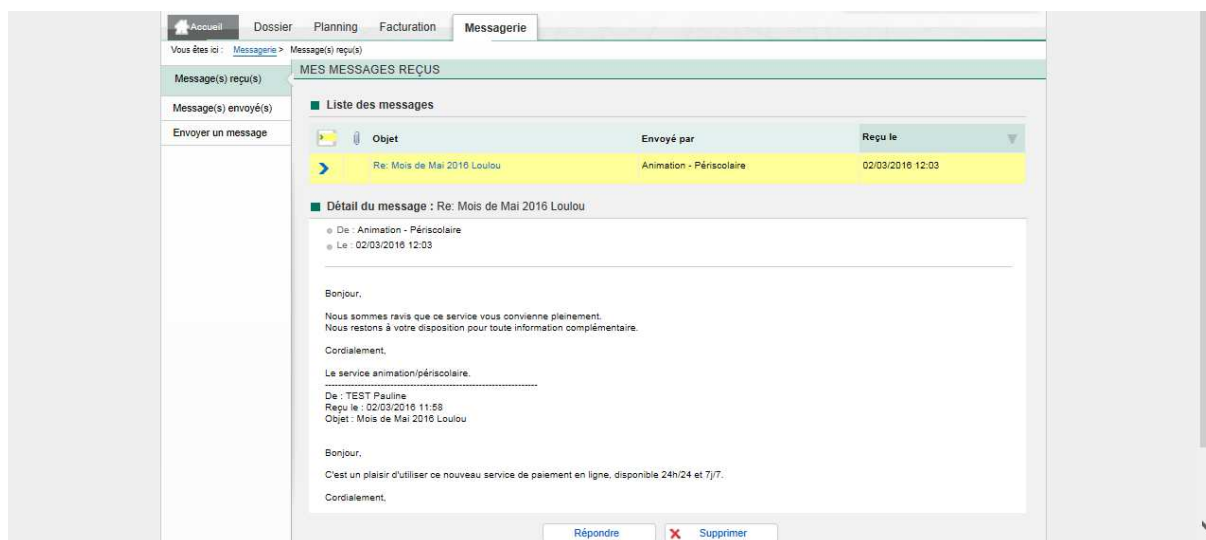 Accueil Dossier Planning Facturation Messagerie
Vous êtes ici : Messagerie > Message(s) reçu(s)
Message(s) reçu(s)
Message(s) envoyé(s)
Envoyer un message
MES MESSAGES REÇUS
Liste des messages
Objet Envoyé par Reçu le
Re: Mois de Mai 2016 Loulou Animation - Périscolaire 02/03/2016 12:03
Détail du message : Re: Mois de Mai 2016 Loulou
De : Animation - Périscolaire
Le : 02/03/2016 12:03
Bonjour,
Nous sommes ravis que ce service vous convienne pleinement.
Nous restons à votre disposition pour toute information complémentaire.
Cordialement,
Le service animation/périscolaire.
------------------------------------------------------------------
De : TEST Pauline
Reçu le : 02/03/2016 11:58
Objet : Mois de Mai 2016 Loulou
Bonjour,
C'est un plaisir d'utiliser ce nouveau service de paiement en ligne, disponible 24h/24 et 7j/7.
Cordialement,
Répondre Supprimer